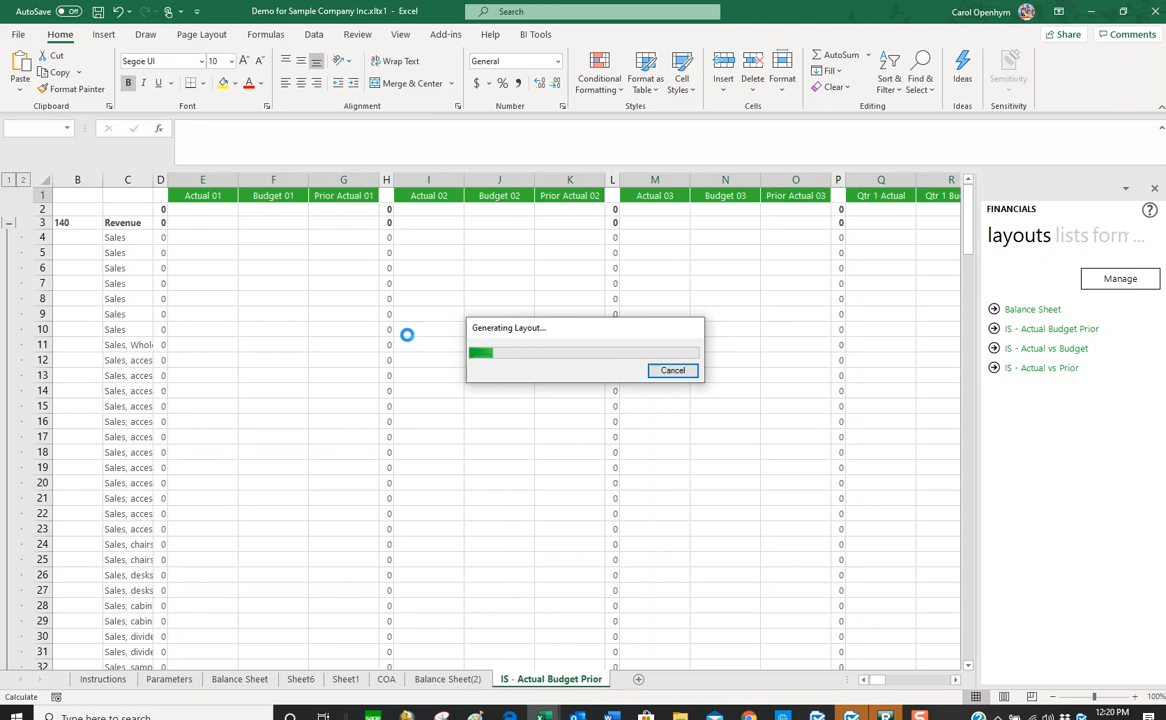 AutoSave Off Demo for Sample Company Inc.xltx1 - Excel Search Carol Openhym
File Home Insert Draw Page Layout Formulas Data Review View Add-ins Help BI Tools Share Comments
Paste Cut Segoe UI 10 Wrap Text General Conditional Formatting Format as Table Cell Styles Insert Delete Format AutoSum Sort & Filter Find & Select Ideas Sensitivity
Copy Fill
Format Painter B I U Merge & Center $ % Clear
Clipboard Font Alignment Number Styles Cells Editing Ideas Sensitivity
fx
1 2 B C D E F G H I J K L M N O P Q R
1 Actual 01 Budget 01 Prior Actual 01 Actual 02 Budget 02 Prior Actual 02 Actual 03 Budget 03 Prior Actual 03 Qtr 1 Actual Qtr 1 Bu
2 0 0 0 0
3 140 Revenue 0 0 0 0
4 Sales 0 0 0 0
5 Sales 0 0 0 0
6 Sales 0 0 0 0
7 Sales 0 0 0 0
8 Sales 0 0 0 0
9 Sales 0 0 0 0
10 Sales 0 0 0 0
11 Sales, Whole 0 0 0 0
12 Sales, acces 0 0 0 0
13 Sales, acces 0 0 0 0
14 Sales, acces 0 0 0 0
15 Sales, acces 0 0 0 0
16 Sales, acces 0 0 0 0
17 Sales, acces 0 0 0 0
18 Sales, acces 0 0 0 0
19 Sales, acces 0 0 0 0
20 Sales, acces 0 0 0 0
21 Sales, acces 0 0 0 0
22 Sales, acces 0 0 0 0
23 Sales, acces 0 0 0 0
24 Sales, chairs 0 0 0 0
25 Sales, chairs 0 0 0 0
26 Sales, desks 0 0 0 0
27 Sales, desks 0 0 0 0
28 Sales, cabin 0 0 0 0
29 Sales, cabin 0 0 0 0
30 Sales, divide 0 0 0 0
31 Sales, divide 0 0 0 0
32 Sales, samp 0 0 0 0
Generating Layout...
Cancel
FINANCIALS
layouts lists form ...
Manage
Balance Sheet
IS - Actual Budget Prior
IS - Actual vs Budget
IS - Actual vs Prior
Instructions Parameters Balance Sheet Sheet6 Sheet1 COA Balance Sheet(2) IS - Actual Budget Prior
Calculate 100%
Type here to search 12:20 PM